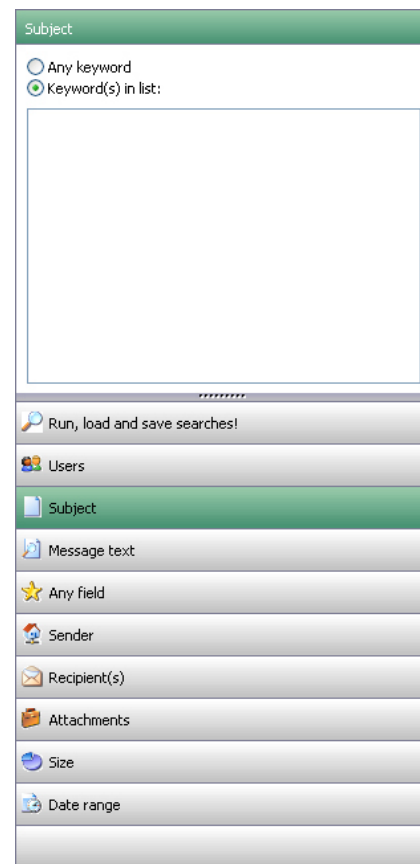 Subject
Any keyword
Keyword(s) in list:
Run, load and save searches!
Users
Subject
Message text
Any field
Sender
Recipient(s)
Attachments
Size
Date range